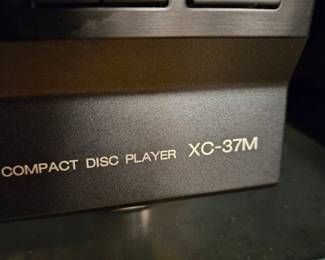 COMPACT DISC PLAYER XC-37M